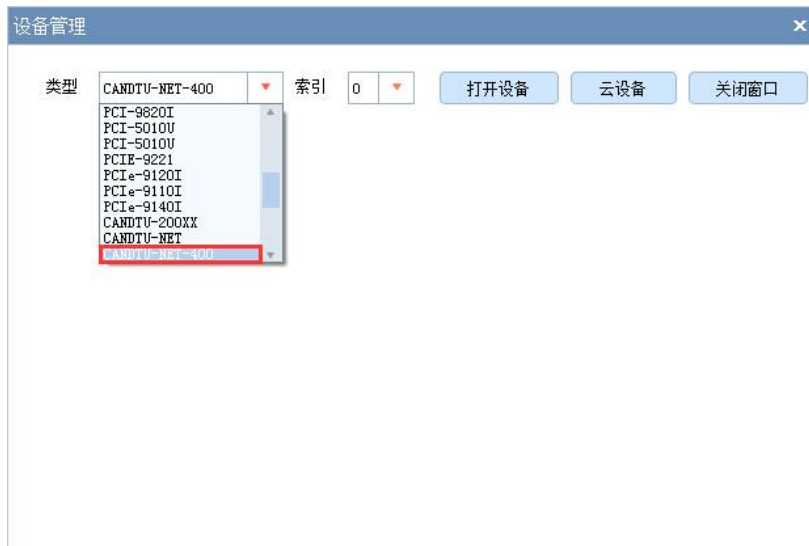 设备管理
类型 CANDTU-NET-400 索引 0 打开设备 云设备 关闭窗口
PCI-9820I
PCI-5010U
PCI-5010U
PCIE-9221
PCIe-9120I
PCIe-9110I
PCIe-9140I
CANDTU-200XX
CANDTU-NET
CANDTU-NET-400